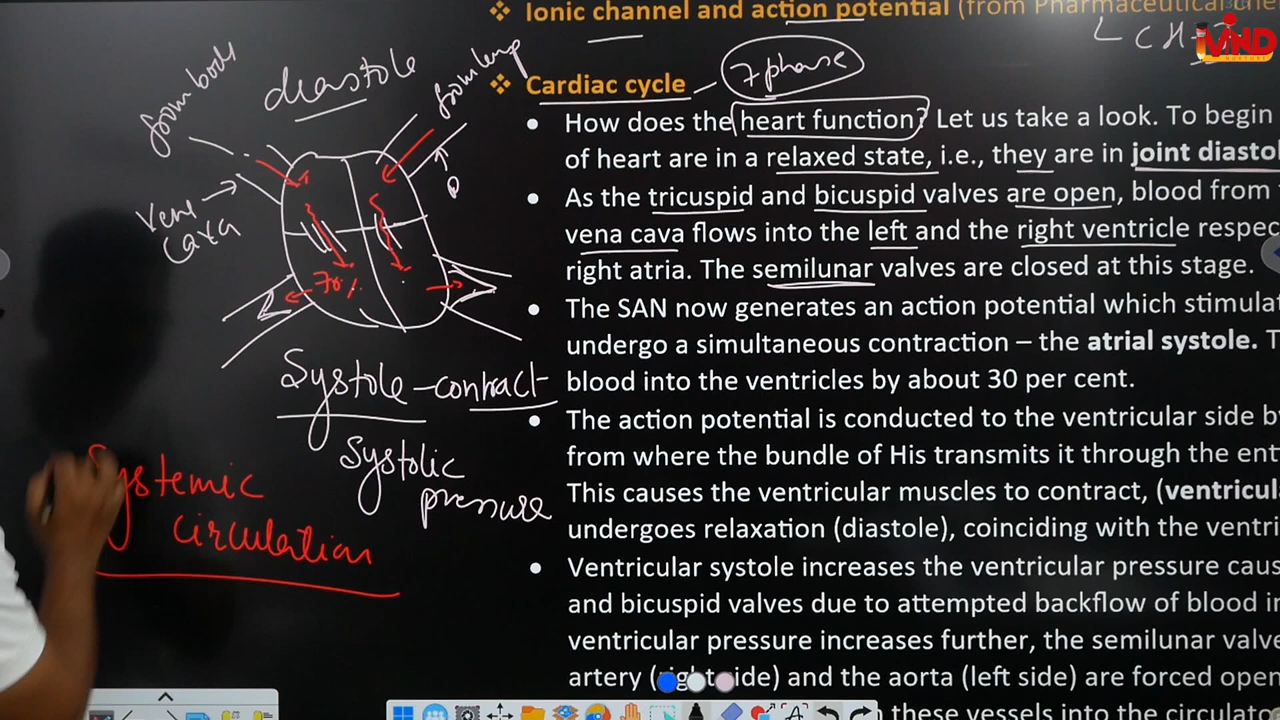 ❖ Ionic channel and action potential (from Pharmaceutical
❖ Cardiac cycle
7 phase
• How does the heart function? Let us take a look. To begin
of heart are in a relaxed state, i.e., they are in joint diastol
• As the tricuspid and bicuspid valves are open, blood from
vena cava flows into the left and the right ventricle respec
right atria. The semilunar valves are closed at this stage.
• The SAN now generates an action potential which stimulat
undergo a simultaneous contraction – the atrial systole. T
blood into the ventricles by about 30 per cent.
• The action potential is conducted to the ventricular side b
from where the bundle of His transmits it through the ent
This causes the ventricular muscles to contract, (ventricul
undergoes relaxation (diastole), coinciding with the ventri
• Ventricular systole increases the ventricular pressure caus
and bicuspid valves due to attempted backflow of blood in
ventricular pressure increases further, the semilunar valve
artery (right side) and the aorta (left side) are forced open
these vessels into the circulato
diastole
from body
from lung
Vena
Cava
P
70%
Systole - contract
Systolic
pressure
Systemic
circulation